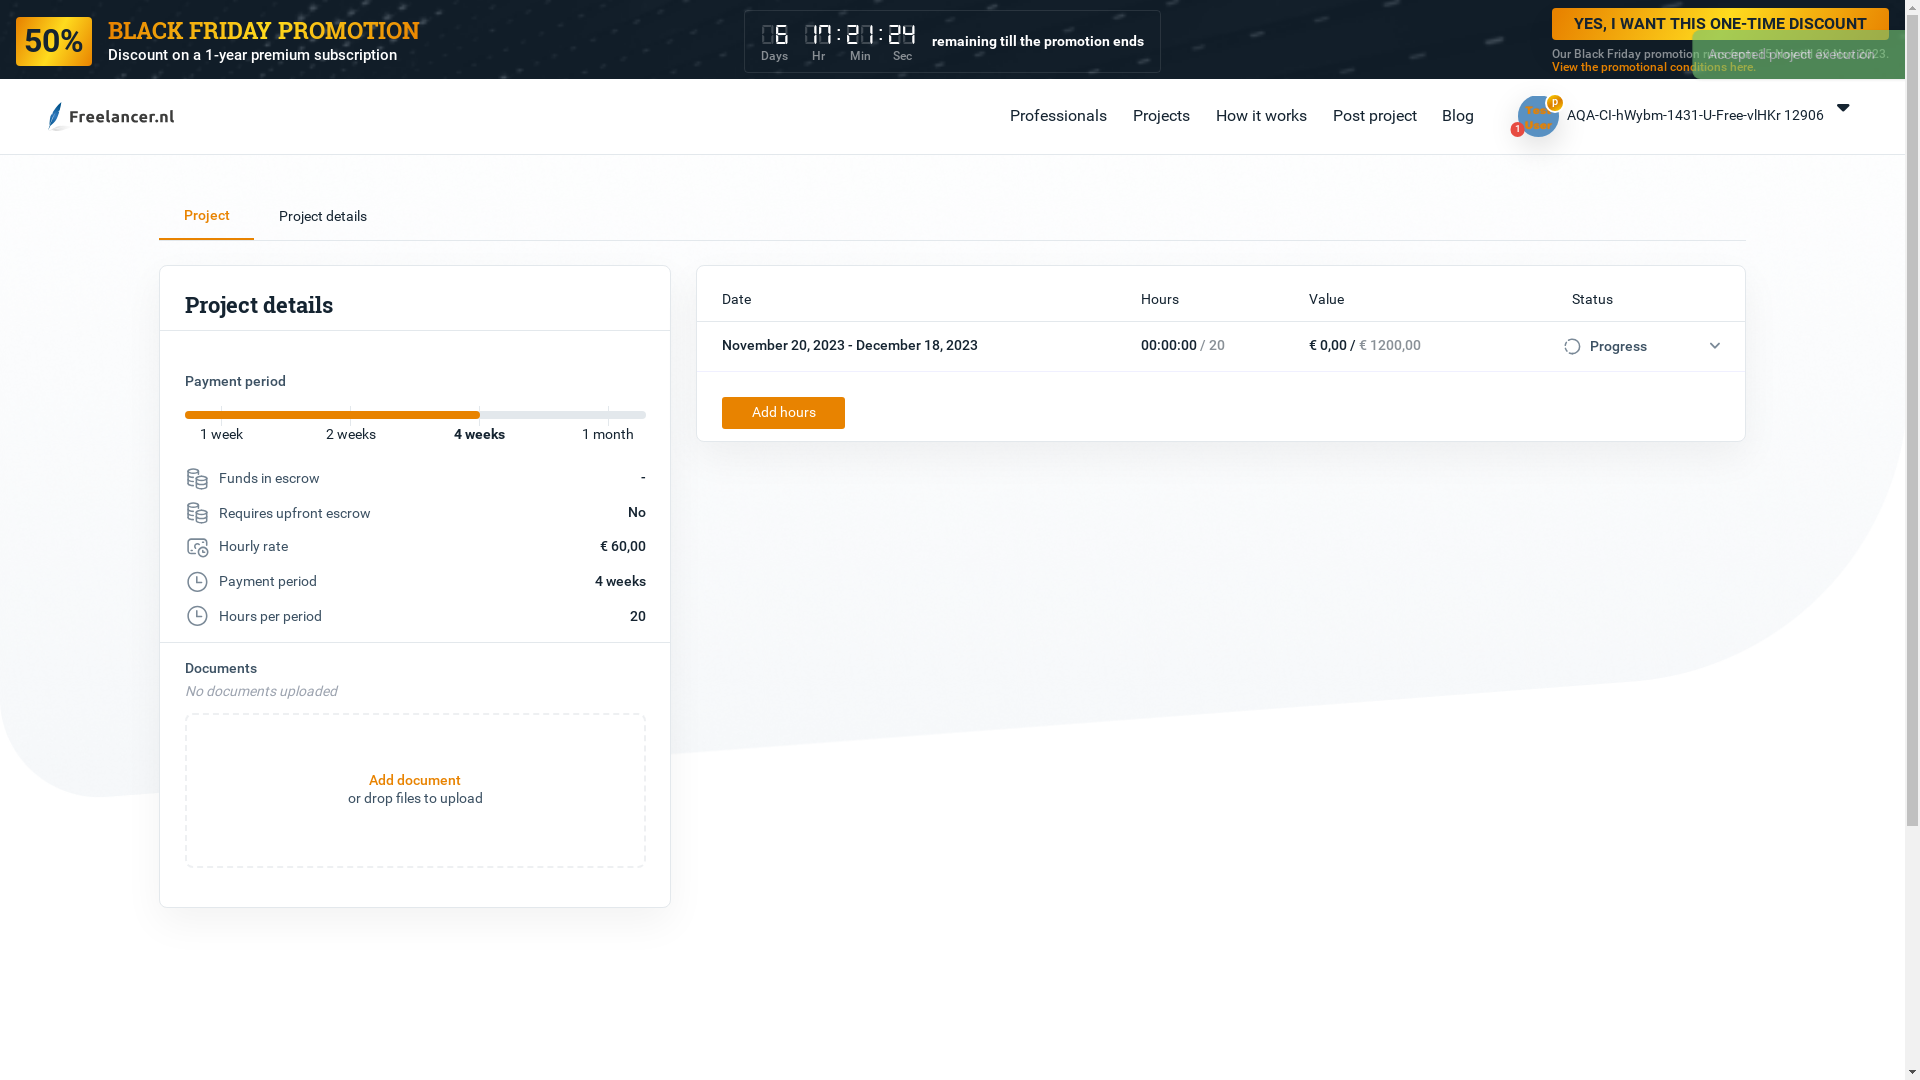 50%
BLACK FRIDAY PROMOTION
Discount on a 1-year premium subscription
6 17:21:24
Days Hr Min Sec
remaining till the promotion ends
YES, I WANT THIS ONE-TIME DISCOUNT
Our Black Friday promotion
Accepted project execution
View the promotional conditions here.
Freelancer.nl
Professionals
Projects
How it works
Post project
Blog
Test
User
P
1
AQA-CI-hWybm-1431-U-Free-vlHKr 12906
Project
Project details
Project details
Payment period
1 week 2 weeks 4 weeks 1 month
Funds in escrow -
Requires upfront escrow No
Hourly rate € 60,00
Payment period 4 weeks
Hours per period 20
Documents
No documents uploaded
Add document
or drop files to upload
Date Hours Value Status
November 20, 2023 - December 18, 2023 00:00:00 / 20 € 0,00 / € 1200,00 Progress
Add hours